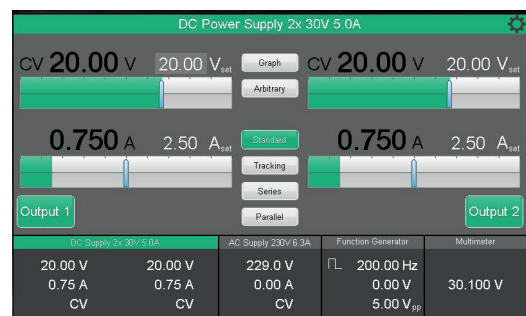 DC Power Supply 2x 30V 5.0A
CV 20.00 V 20.00 Vset
Graph
Arbitrary
CV 20.00 V 20.00 Vset
0.750 A 2.50 Aset
Standard
Tracking
Series
Parallel
0.750 A 2.50 Aset
Output 1
Output 2
DC Supply 2x 30V 5.0A
20.00 V 20.00 V
0.75 A 0.75 A
CV CV
AC Supply 230V 6.3A
229.0 V
0.00 A
CV
Function Generator
200.00 Hz
0.00 V
5.00 Vpp
Multimeter
30.100 V